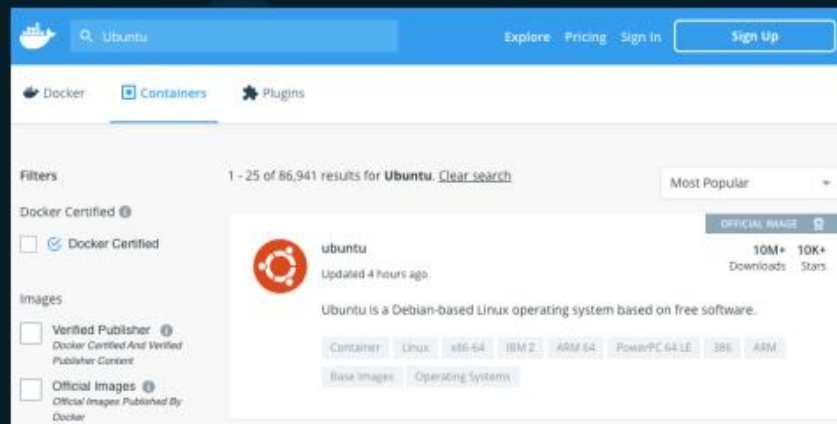 Ubuntu
Explore Pricing Sign In Sign Up
Docker Containers Plugins
Filters
1 - 25 of 86,941 results for Ubuntu. Clear search
Most Popular
Docker Certified
OFFICIAL IMAGE
Docker Certified
ubuntu
10M+ 10K+
Downloads Stars
Updated 4 hours ago
Images
Ubuntu is a Debian-based Linux operating system based on free software.
Verified Publisher
Docker Certified And Verified
Publisher Content
Container Linux x86-64 IBM Z ARM 64 PowerPC 64 LE 386 ARM
Base Images Operating Systems
Official Images
Official Images Published By
Docker